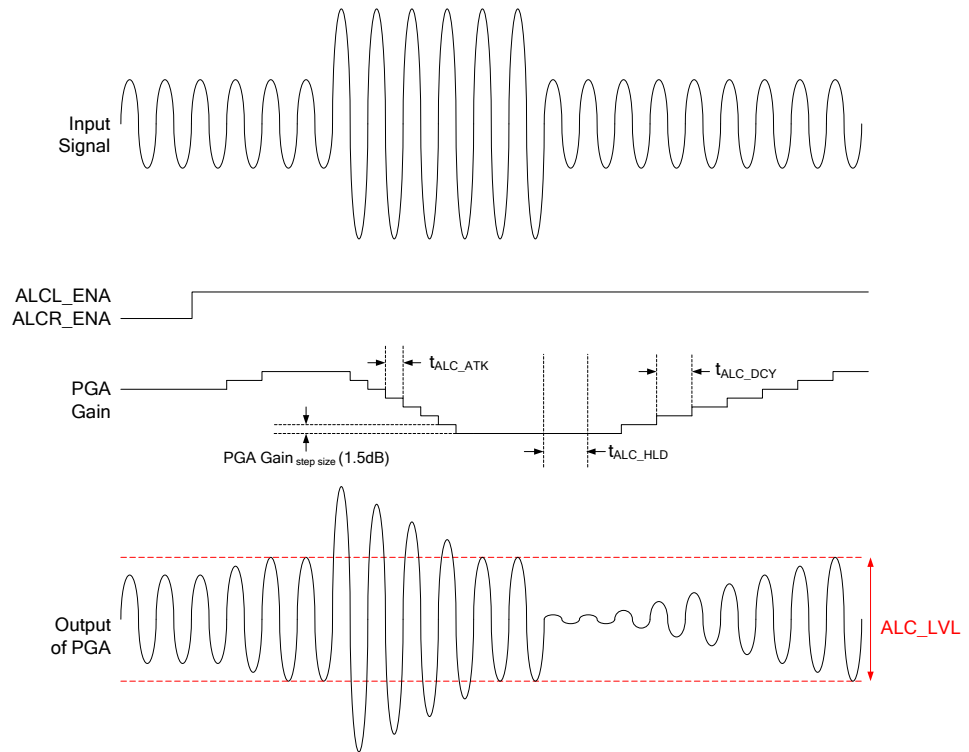 Input
Signal
ALCL_ENA
ALCR_ENA
tALC_ATK
PGA
Gain
tALC_DCY
PGA Gain step size (1.5dB)
tALC_HLD
Output
of PGA
ALC_LVL